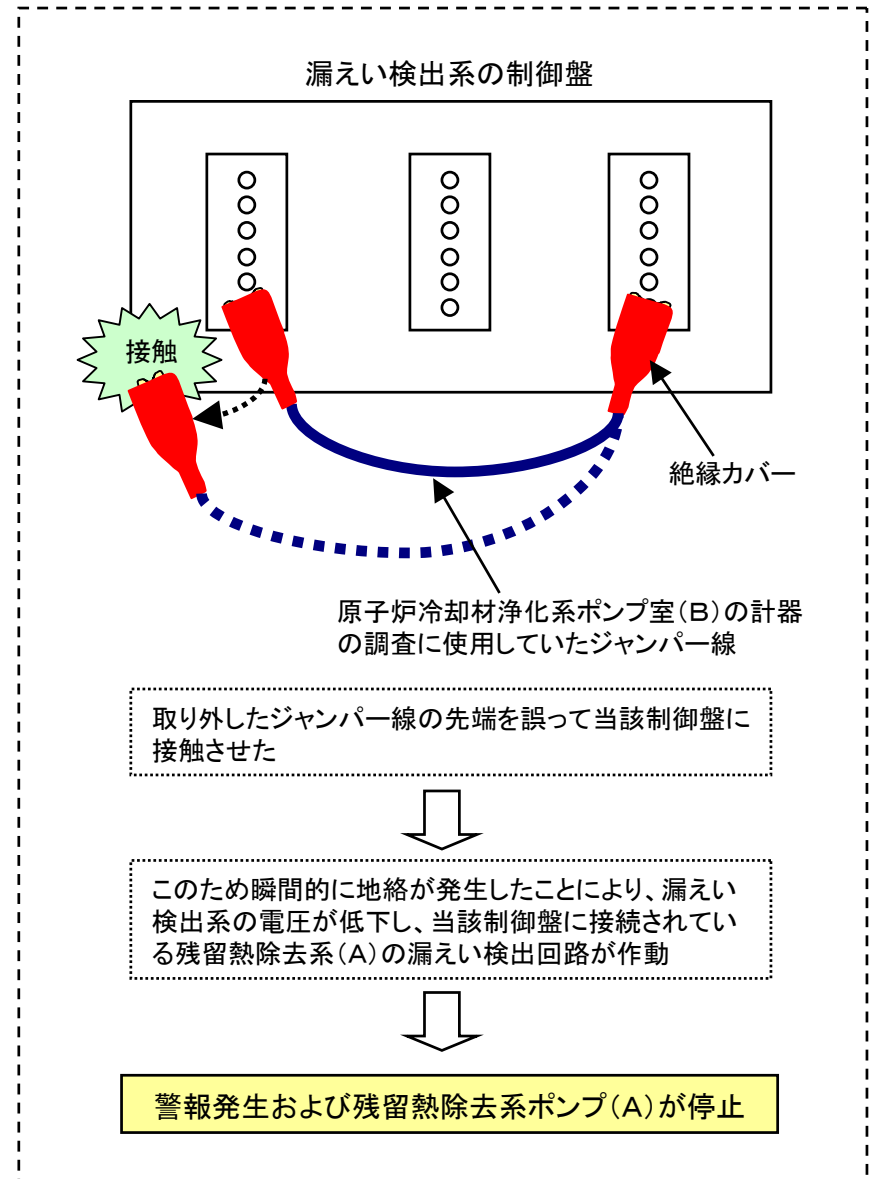 漏えい検出系の制御盤
接触
絶縁カバー
原子炉冷却材浄化系ポンプ室（B）の計器
の調査に使用していたジャンパー線
取り外したジャンパー線の先端を誤って当該制御盤に
接触させた
このため瞬間的に地絡が発生したことにより、漏えい
検出系の電圧が低下し、当該制御盤に接続されてい
る残留熱除去系（A）の漏えい検出回路が作動
警報発生および残留熱除去系ポンプ（A）が停止